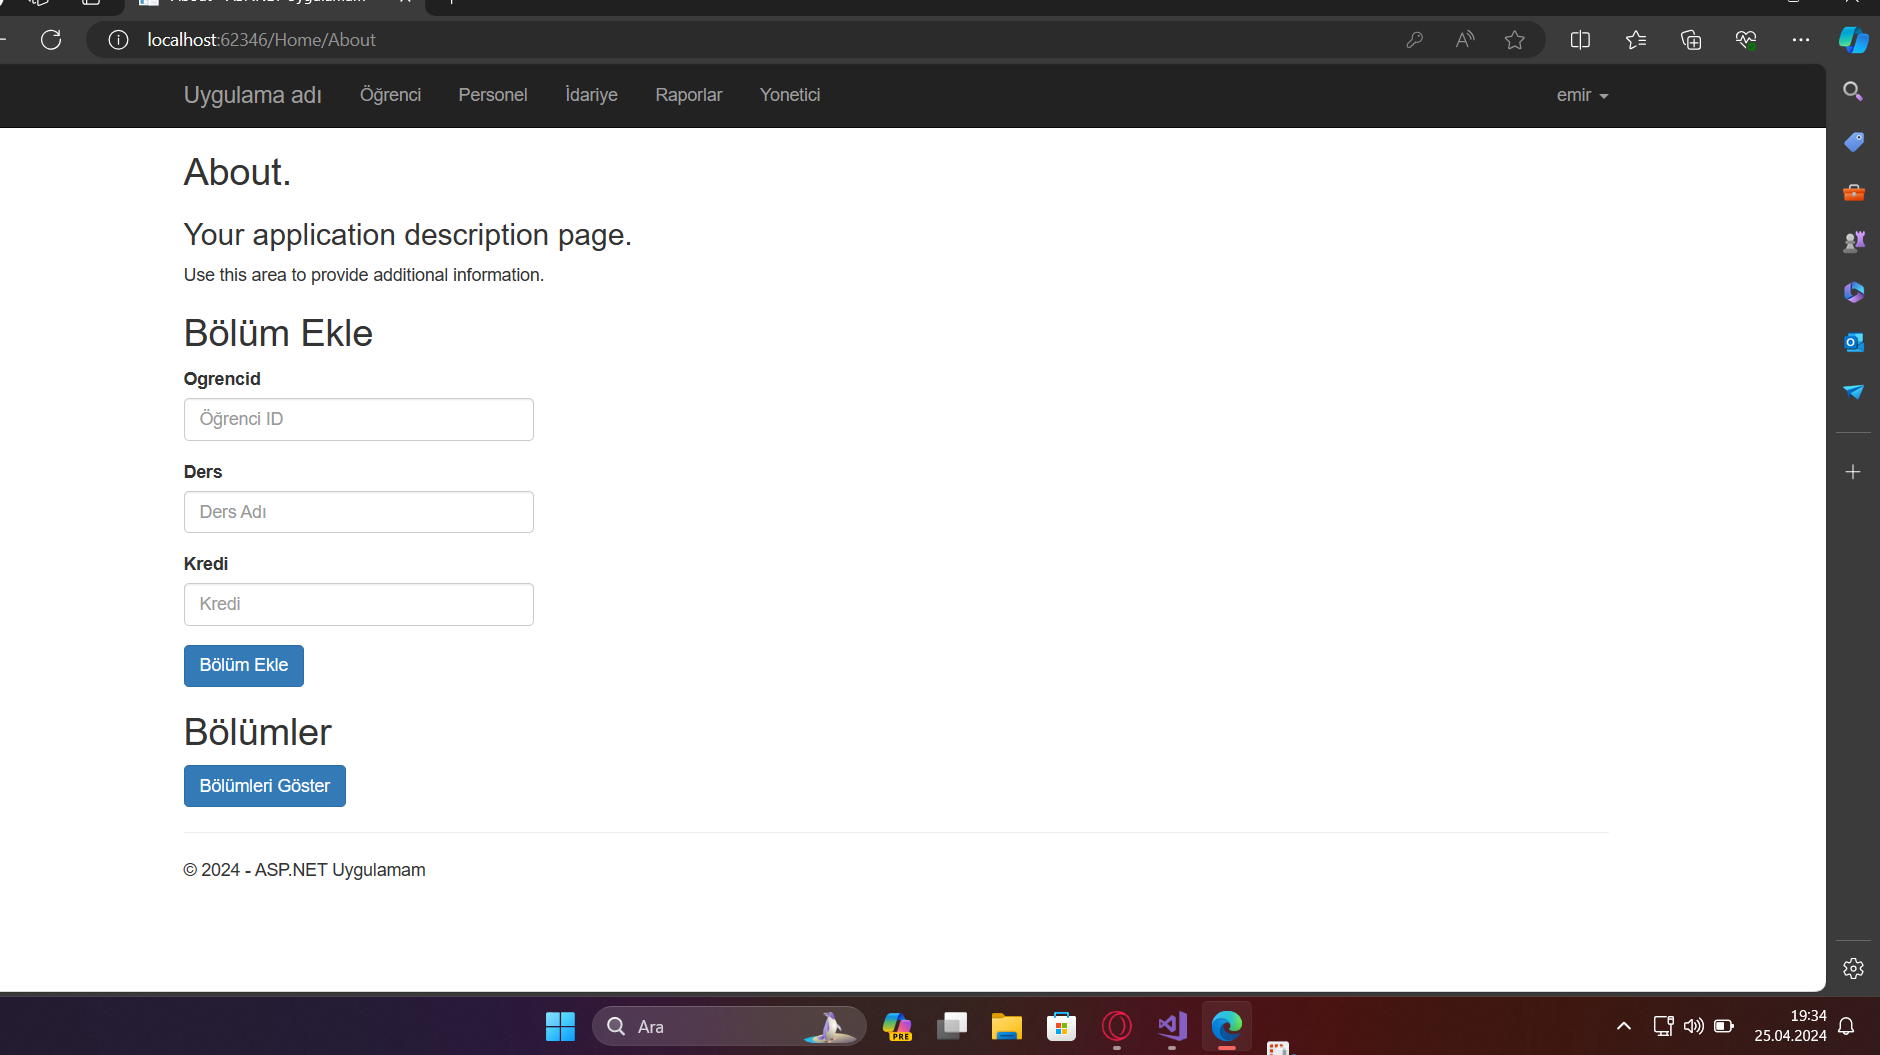 localhost:62346/Home/About
Uygulama adı Öğrenci Personel İdariye Raporlar Yonetici emir
About.
Your application description page.
Use this area to provide additional information.
Bölüm Ekle
Ogrencid
Öğrenci ID
Ders
Ders Adı
Kredi
Kredi
Bölüm Ekle
Bölümler
Bölümleri Göster
© 2024 - ASP.NET Uygulamam
Ara
PRE
19:34
25.04.2024